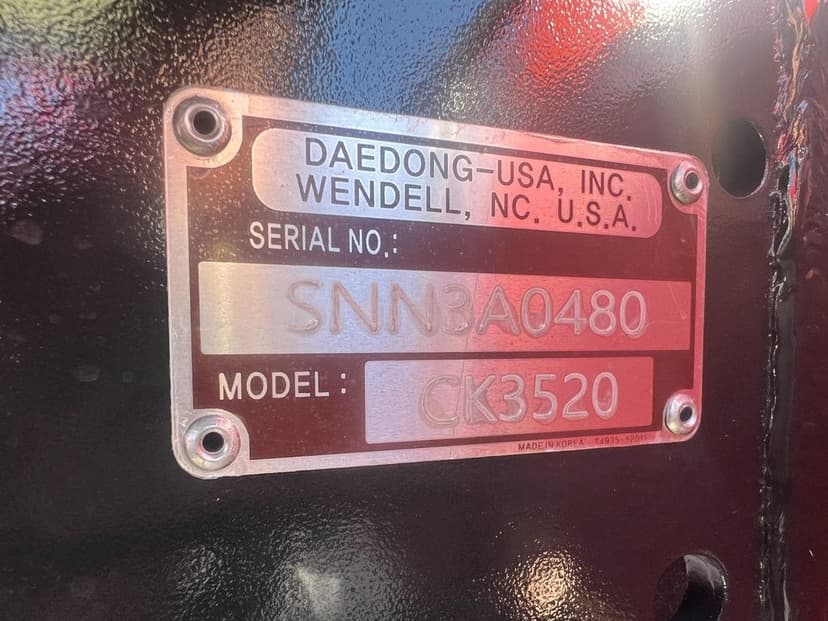 DAEDONG-USA, INC.
WENDELL, NC. U.S.A.
SERIAL NO.:
SNN3A0480
MODEL: CK3520
MADE IN KOREA